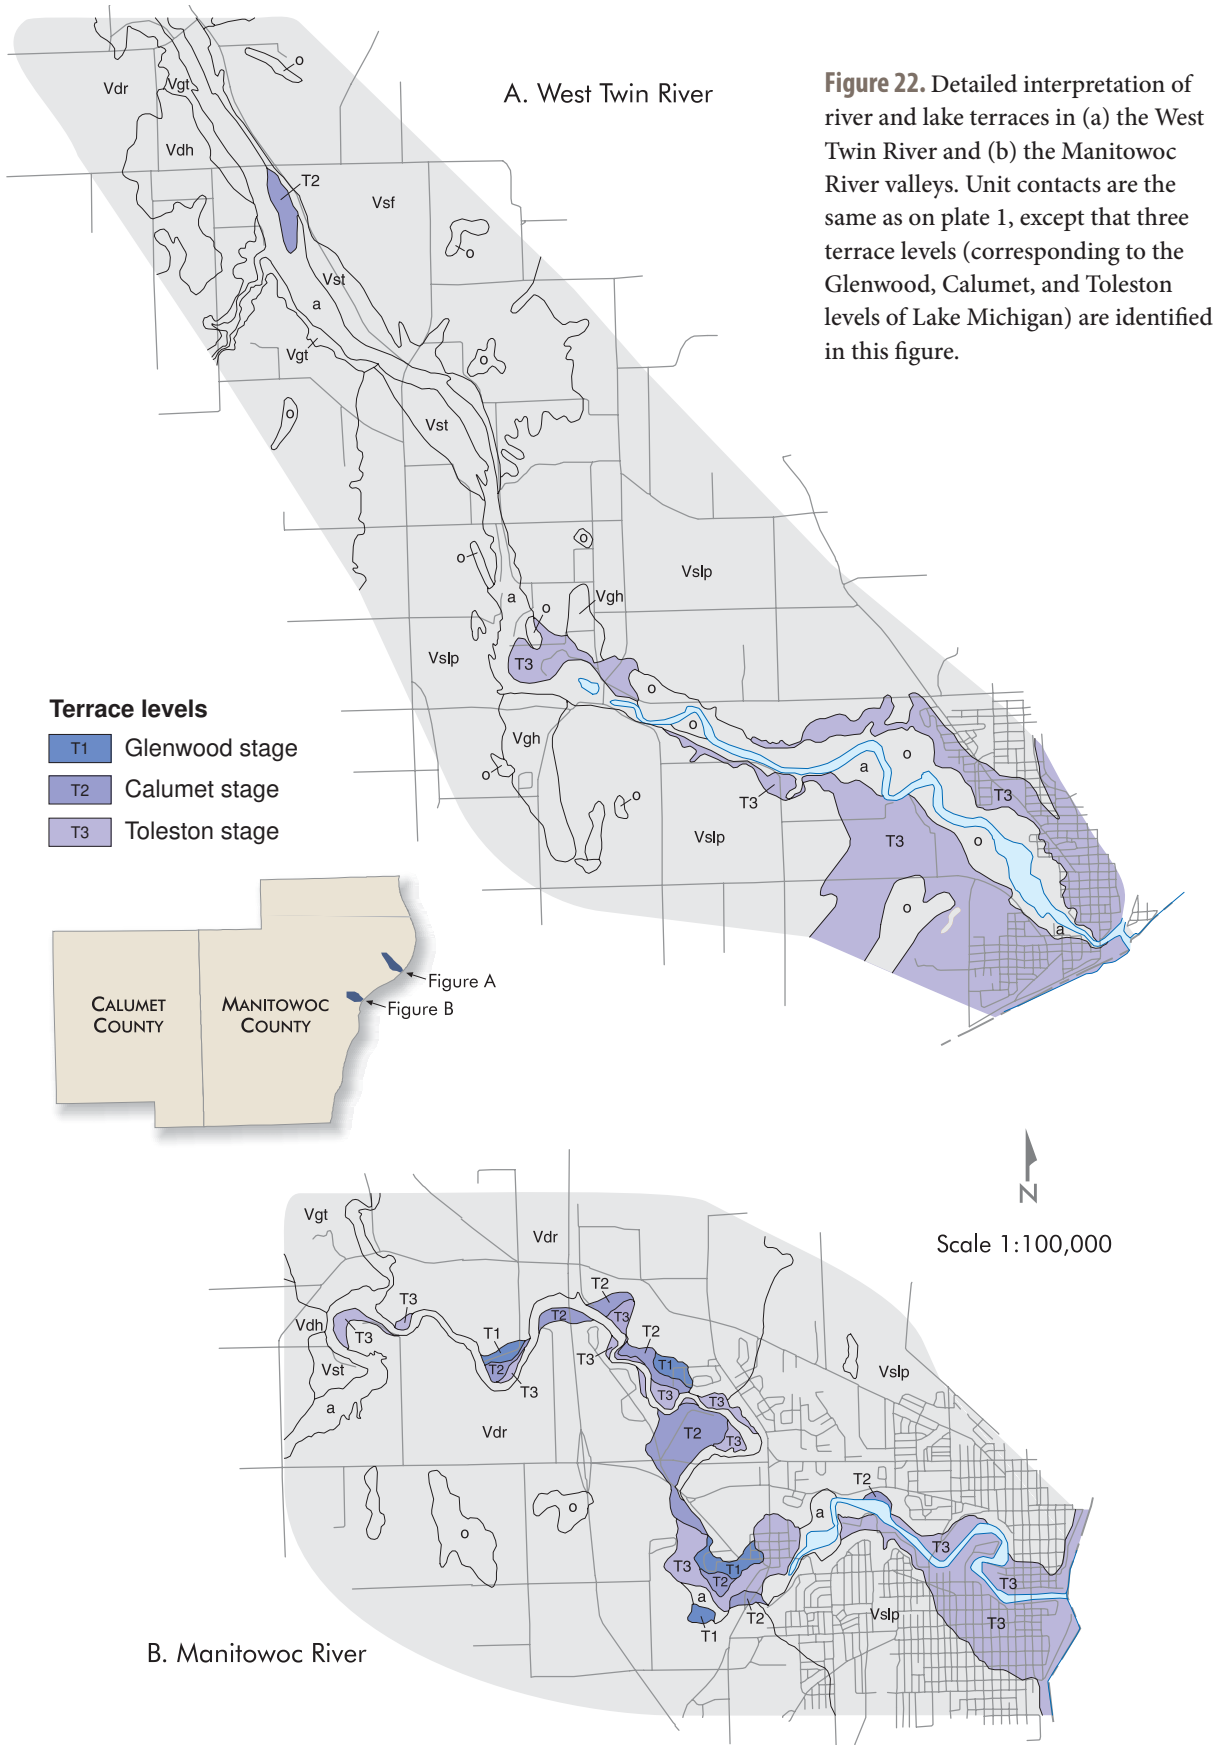 A. West Twin River
Figure 22. Detailed interpretation of
river and lake terraces in (a) the West
Twin River and (b) the Manitowoc
River valleys. Unit contacts are the
same as on plate 1, except that three
terrace levels (corresponding to the
Glenwood, Calumet, and Toleston
levels of Lake Michigan) are identified
in this figure.
o
Vdr
Vgt
Vdh
T2
Vsf
o
Vst
a
Vgt
o
o
Vst
o
o
Vslp
a
o
Vgh
Vslp
T3
o
o
Vgh
o
a
o
o
T3
T3
Vslp
T3
o
o
a
Terrace levels
T1 Glenwood stage
T2 Calumet stage
T3 Toleston stage
CALUMET
COUNTY
MANITOWOC
COUNTY
Figure A
Figure B
N
Scale 1:100,000
Vgt
Vdr
T2
T3
Vdh
T3
T1
T2
T3
T2
T3
T1
Vst
T2
T3
Vslp
a
T3
T3
Vdr
T2
T3
T2
o
o
a
T3
T3
T1
T2
T3
a
T2
Vslp
T3
T1
B. Manitowoc River